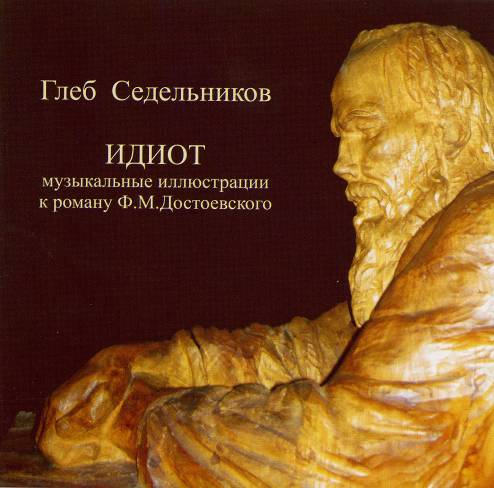 Глеб Седельников
ИДИОТ
музыкальные иллюстрации
к роману Ф.М.Достоевского